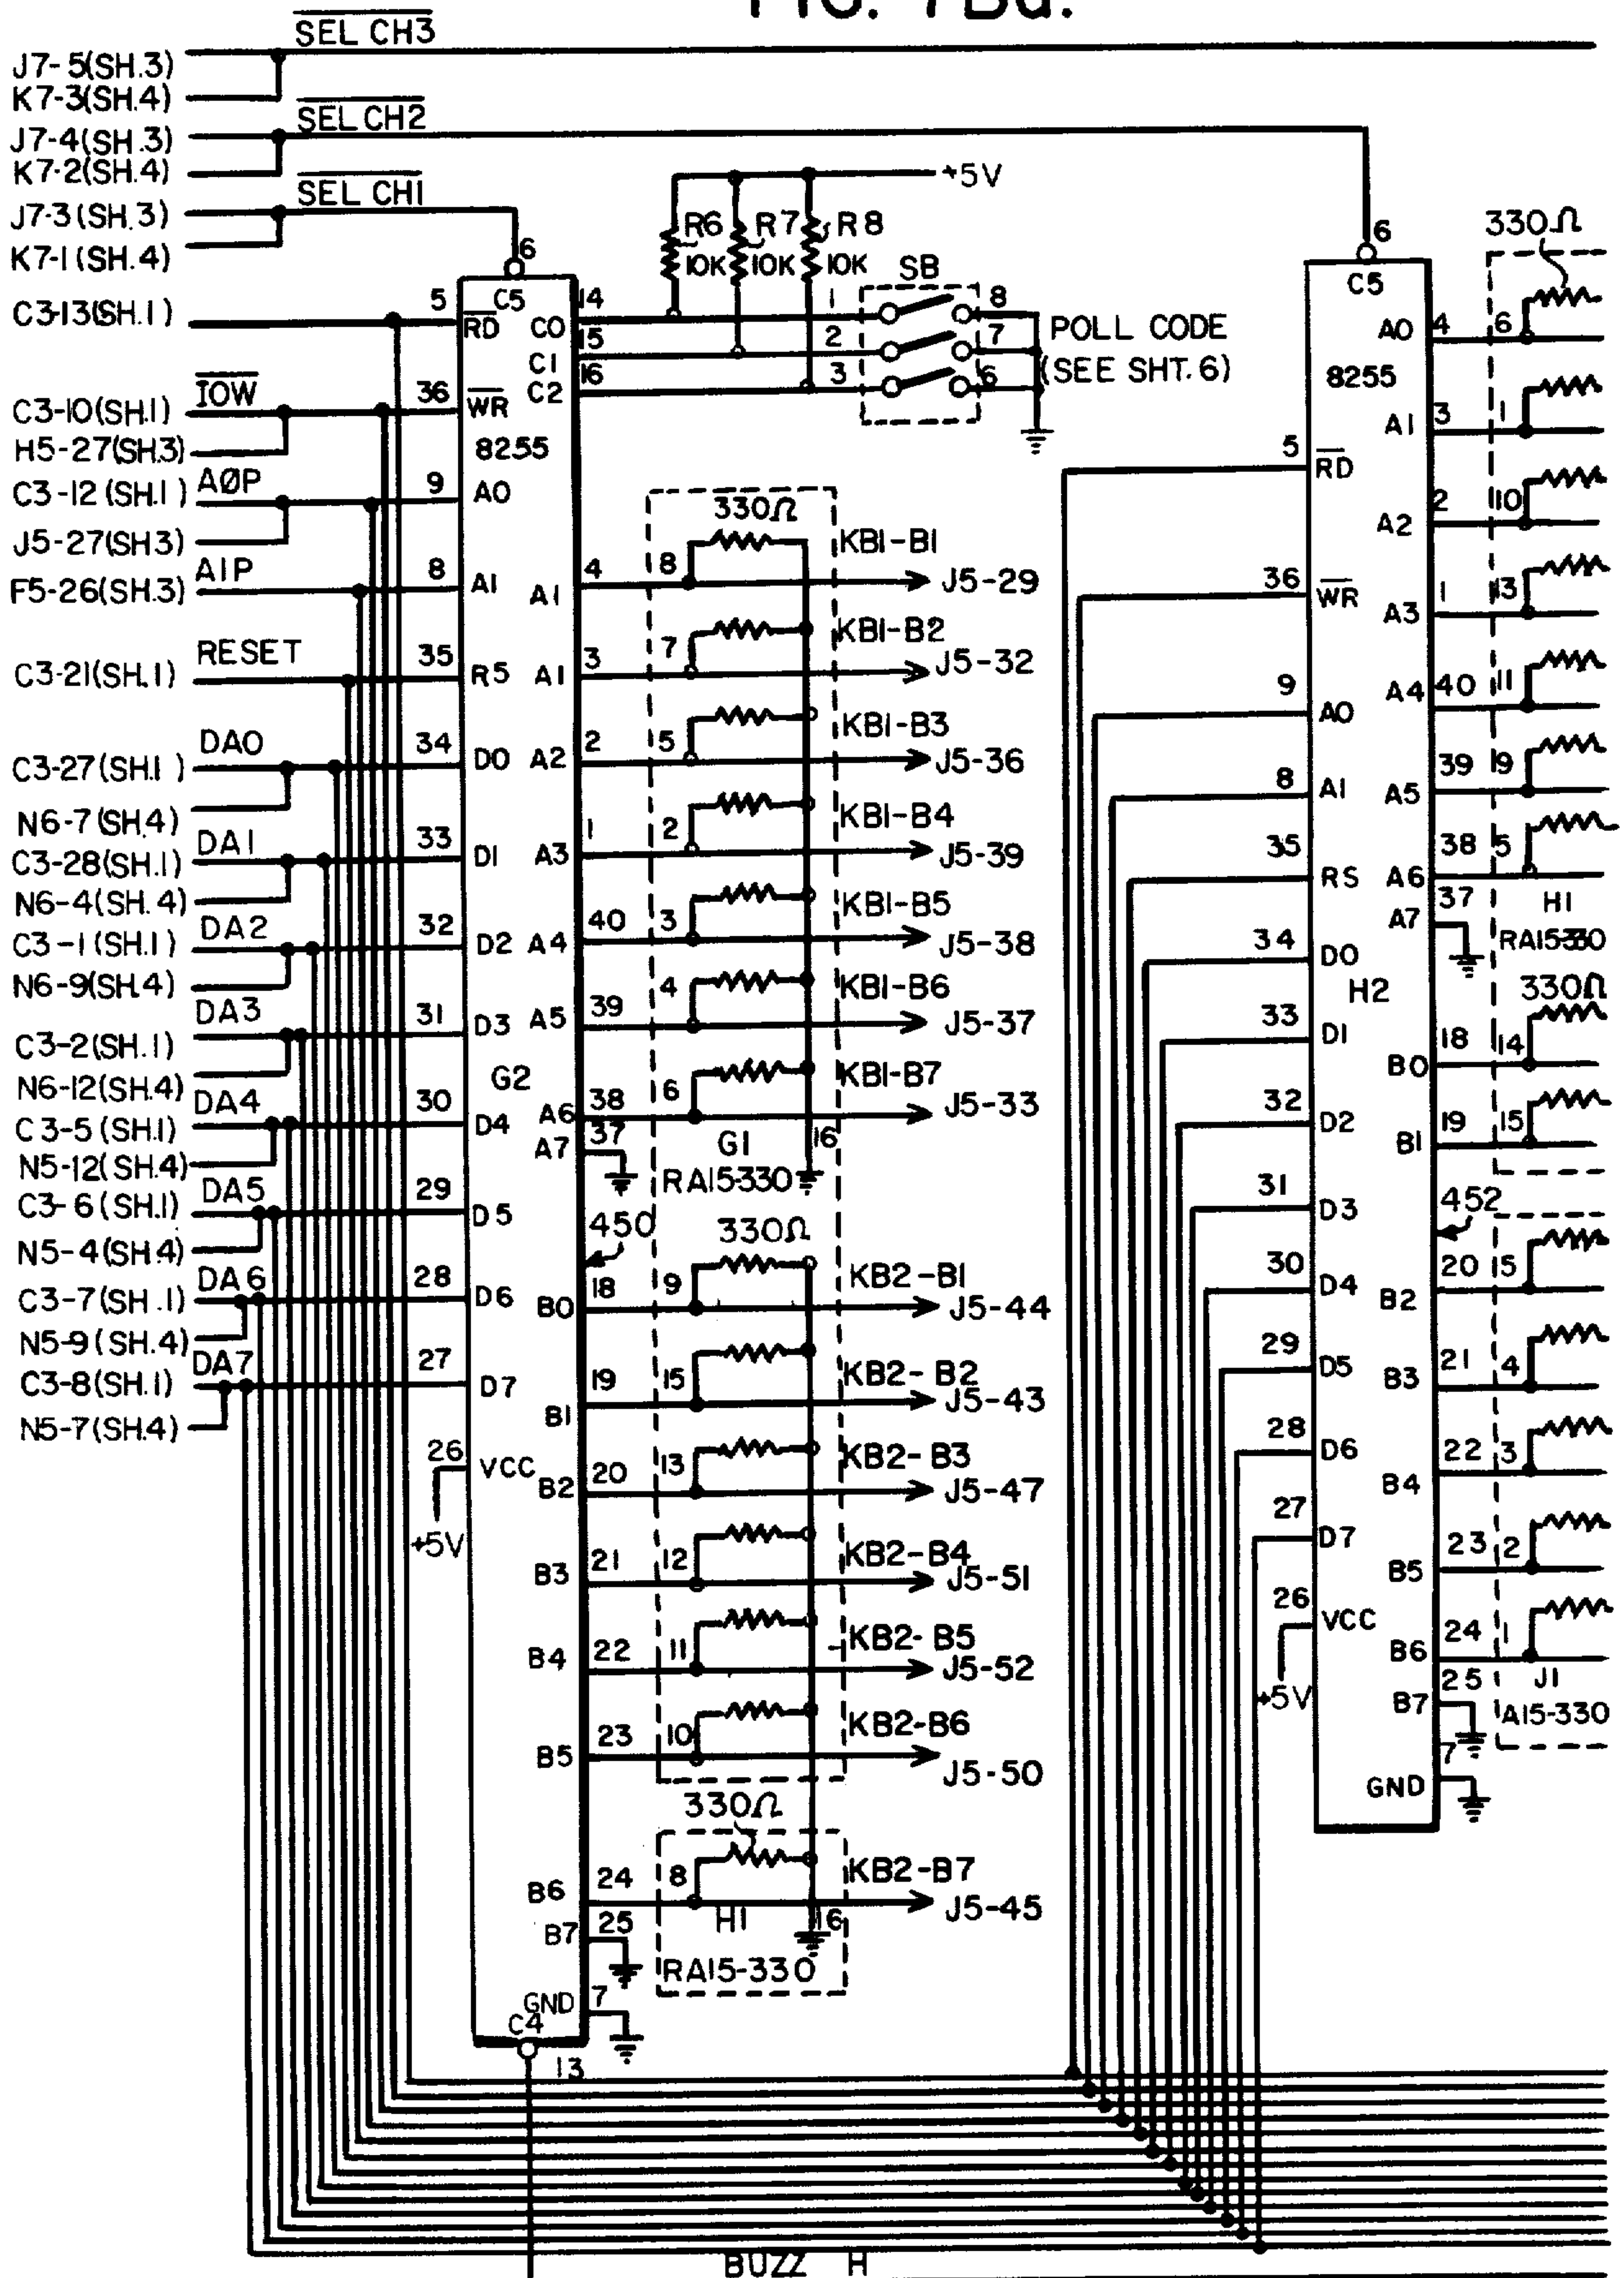 FIG. 7Bd.
SEL CH3
J7-5(SH.3)
K7-3(SH.4)
SEL CH2
J7-4(SH.3)
K7-2(SH.4)
SEL CH1
J7-3(SH.3)
K7-1(SH.4)
+5V
R6 10K
R7 10K
R8 10K
SB
1 8
2 7
3 6
POLL CODE
(SEE SHT. 6)
C3-13(SH.1)
IOW
C3-10(SH.1)
H5-27(SH3)
AØP
C3-12(SH.1)
J5-27(SH3)
A1P
F5-26(SH.3)
RESET
C3-21(SH.1)
DA0
C3-27(SH.1)
N6-7(SH.4)
DA1
C3-28(SH.1)
N6-4(SH.4)
DA2
C3-1(SH.1)
N6-9(SH.4)
DA3
C3-2(SH.1)
N6-12(SH.4)
DA4
C3-5(SH.1)
N5-12(SH.4)
DA5
C3-6(SH.1)
N5-4(SH.4)
DA6
C3-7(SH.1)
N5-9(SH.4)
DA7
C3-8(SH.1)
N5-7(SH.4)
6
C5
5 RD
36 WR
8255
9 A0
8 A1
35 R5
34 D0
33 D1
32 D2
31 D3
G2
30 D4
29 D5
28 D6
27 D7
26 VCC
+5V
C0 14
C1 15
C2 16
A1 4
A1 3
A2 2
A3 1
A4 40
A5 39
A6 38
A7 37
450
B0 18
B1 19
B2 20
B3 21
B4 22
B5 23
B6 24
B7 25
GND 7
C4
13
330Ω
8 KB1-B1
J5-29
7 KB1-B2
J5-32
5 KB1-B3
J5-36
2 KB1-B4
J5-39
3 KB1-B5
J5-38
4 KB1-B6
J5-37
6 KB1-B7
J5-33
G1 16
RA15-330
330Ω
9 KB2-B1
J5-44
15 KB2-B2
J5-43
13 KB2-B3
J5-47
12 KB2-B4
J5-51
11 KB2-B5
J5-52
10 KB2-B6
J5-50
330Ω
8 KB2-B7
J5-45
H1 16
RA15-330
6
C5
8255
5 RD
36 WR
9 A0
8 A1
35 RS
34 D0
H2
33 D1
32 D2
31 D3
30 D4
29 D5
28 D6
27 D7
26 VCC
+5V
330Ω
A0 4 6
A1 3 1
A2 2 10
A3 1 13
A4 40 11
A5 39 9
A6 38 5
A7 37
H1
RA15-330
330Ω
B0 18 14
B1 19 15
452
B2 20 15
B3 21 4
B4 22 3
B5 23 2
B6 24 1
B7 25
J1
A15-330
GND 7
BUZZ H